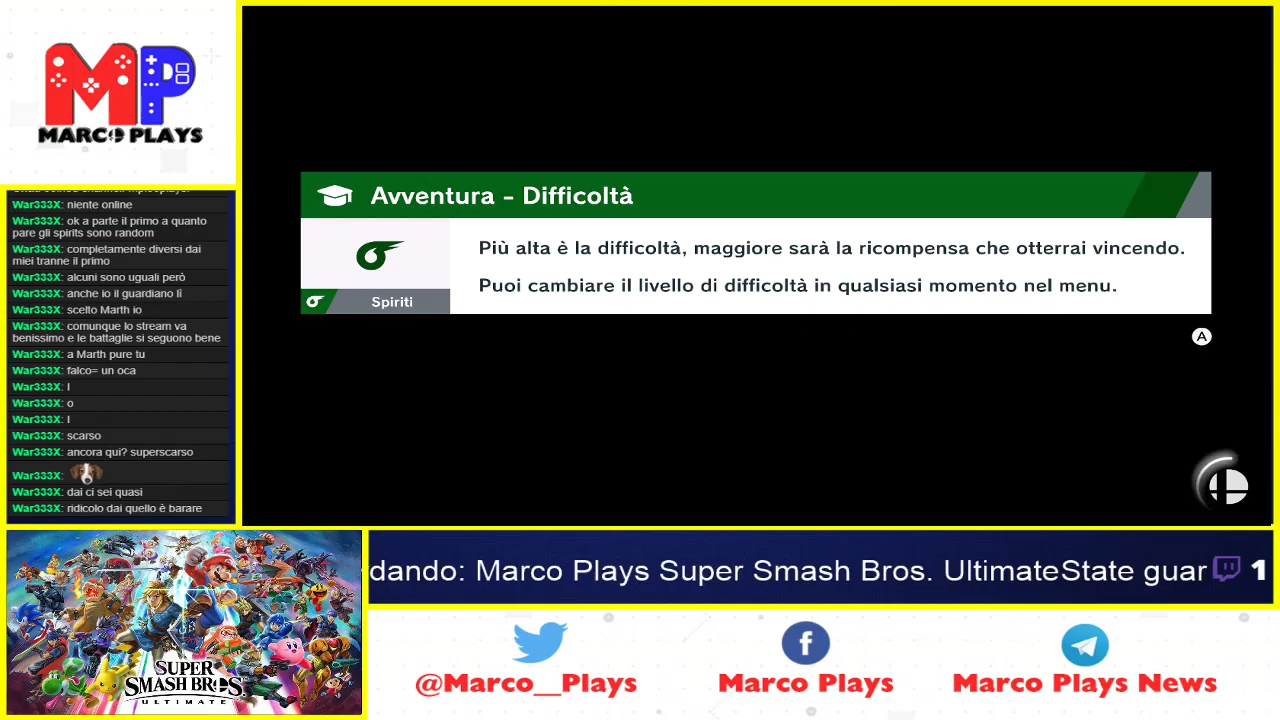 MP
MARCO PLAYS
War333X: niente online
War333X: ok a parte il primo a quanto
pare gli spirits sono random
War333X: completamente diversi dai
miei tranne il primo
War333X: alcuni sono uguali però
War333X: anche io il guardiano lì
War333X: scelto Marth io
War333X: comunque lo stream va
benissimo e le battaglie si seguono bene
War333X: a Marth pure tu
War333X: falco= un oca
War333X: l
War333X: o
War333X: l
War333X: scarso
War333X: ancora qui? superscarso
War333X:
War333X: dai ci sei quasi
War333X: ridicolo dai quello è barare
Avventura - Difficoltà
Più alta è la difficoltà, maggiore sarà la ricompensa che otterrai vincendo.
Puoi cambiare il livello di difficoltà in qualsiasi momento nel menu.
Spiriti
A
SUPER
SMASH BROS.
ULTIMATE
dando: Marco Plays Super Smash Bros. UltimateState guar 1
@Marco__Plays
Marco Plays
Marco Plays News